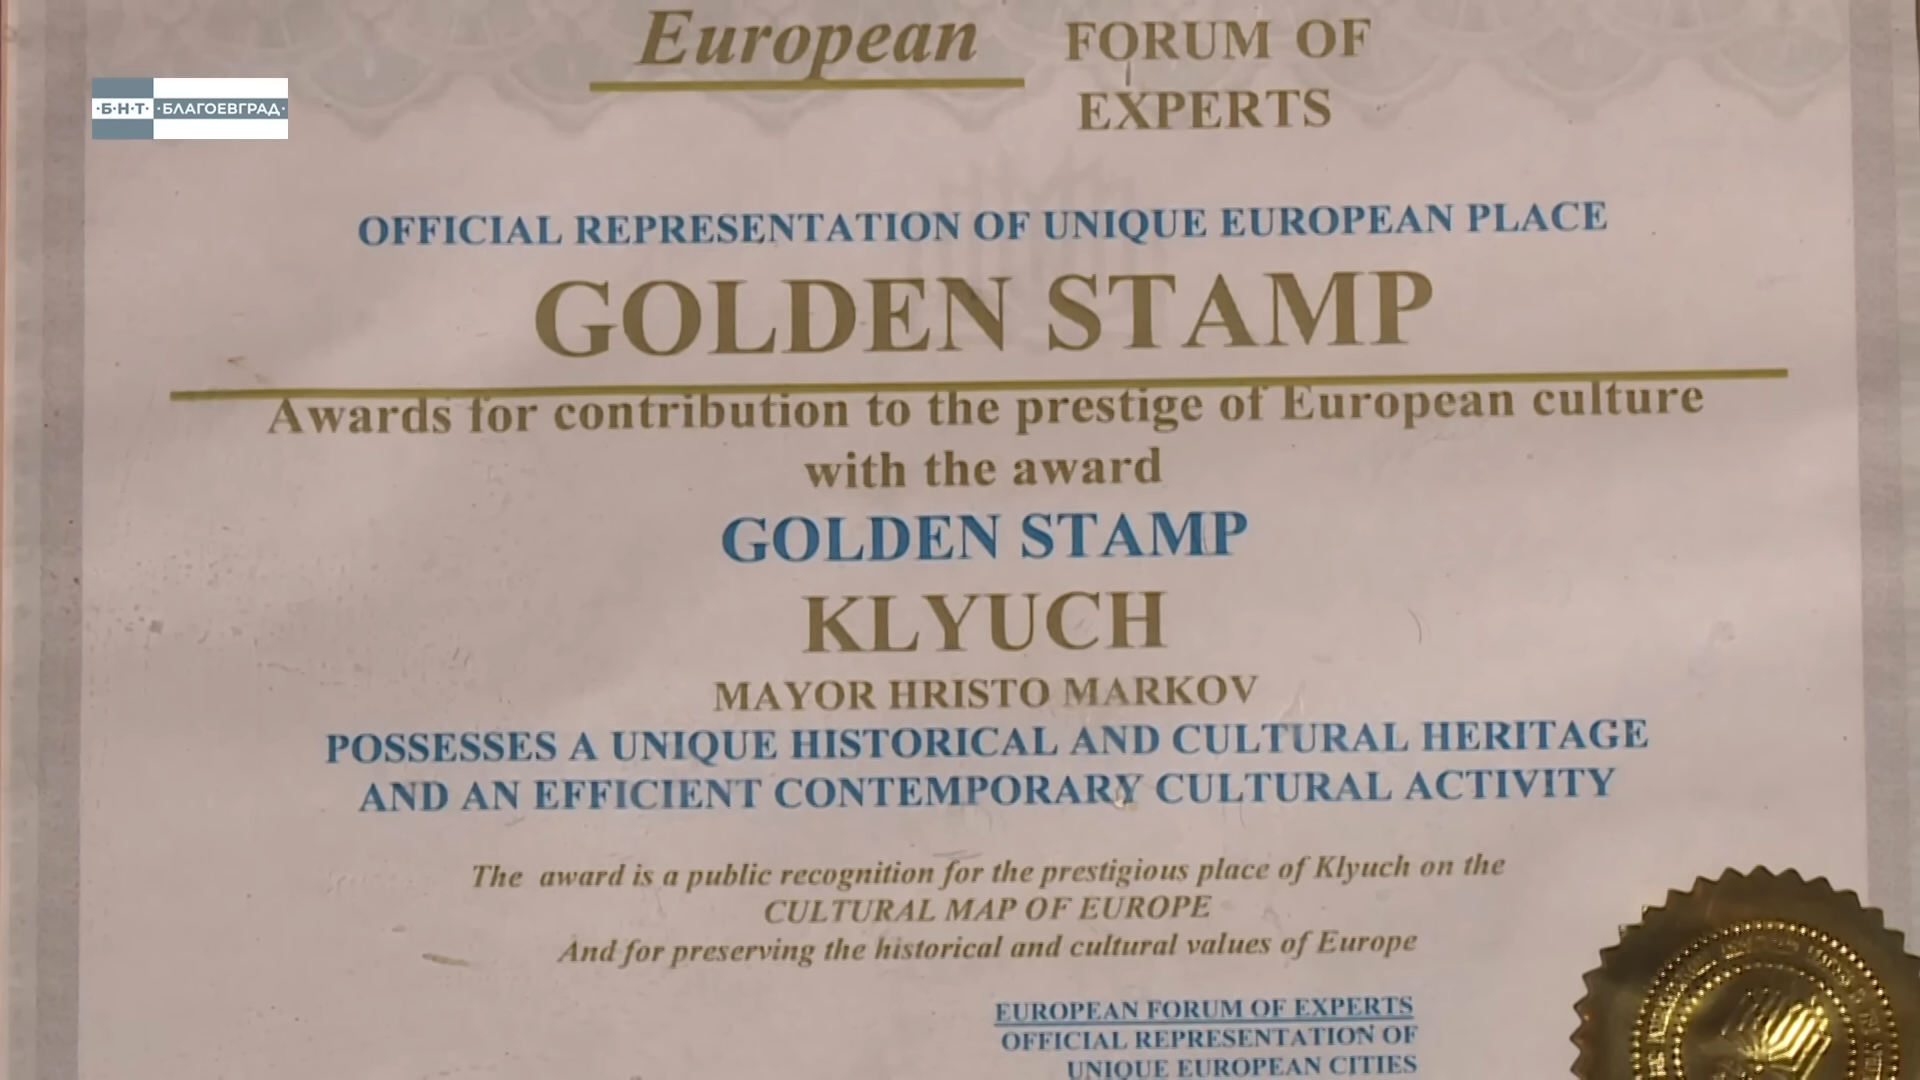 European FORUM OF
EXPERTS
·Б·Н·Т· ·БЛАГОЕВГРАД·
OFFICIAL REPRESENTATION OF UNIQUE EUROPEAN PLACE
GOLDEN STAMP
Awards for contribution to the prestige of European culture
with the award
GOLDEN STAMP
KLYUCH
MAYOR HRISTO MARKOV
POSSESSES A UNIQUE HISTORICAL AND CULTURAL HERITAGE
AND AN EFFICIENT CONTEMPORARY CULTURAL ACTIVITY
The award is a public recognition for the prestigious place of Klyuch on the
CULTURAL MAP OF EUROPE
And for preserving the historical and cultural values of Europe
EUROPEAN FORUM OF EXPERTS
OFFICIAL REPRESENTATION OF
UNIQUE EUROPEAN CITIES